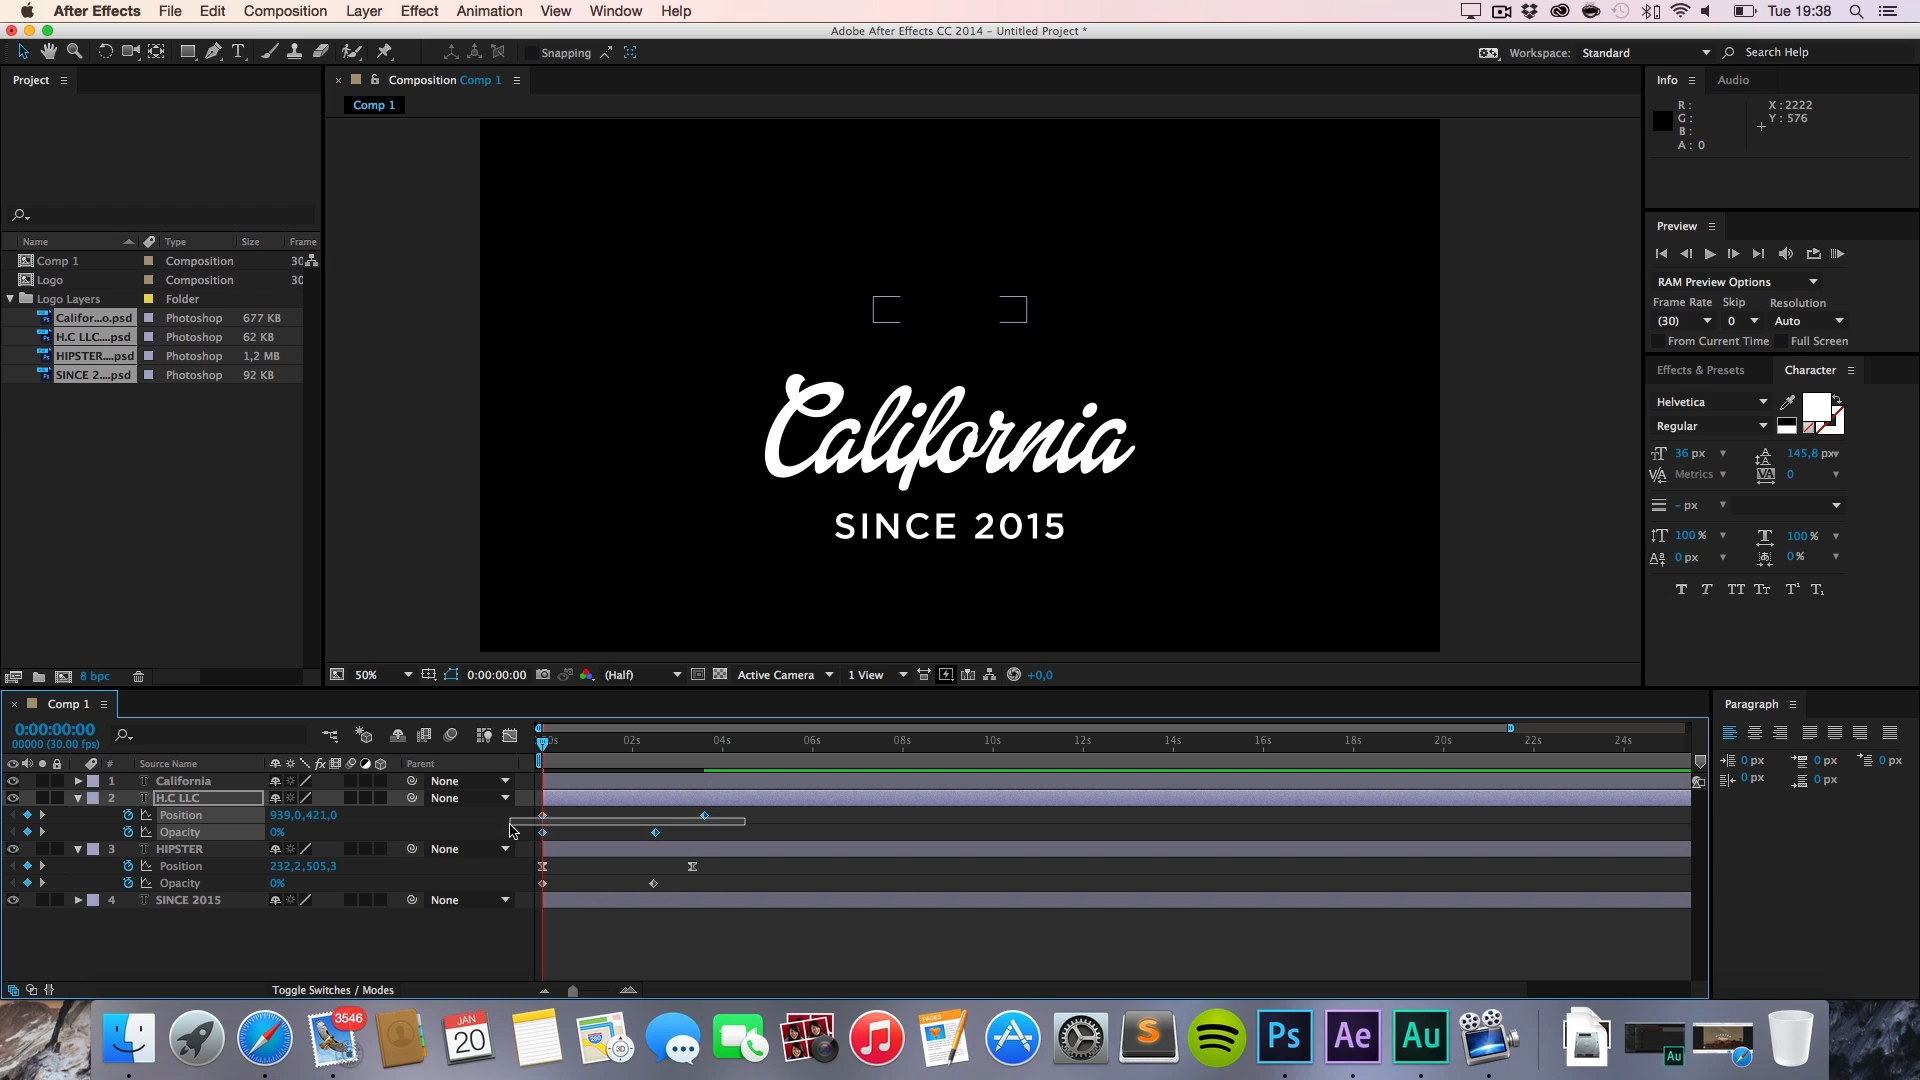 After Effects File Edit Composition Layer Effect Animation View Window Help
Tue 19:38
Adobe After Effects CC 2014 – Untitled Project *
Snapping
Workspace: Standard
Search Help
Project
Composition Comp 1
Comp 1
Info Audio
R :
G :
B :
A : 0
X : 2222
Y : 576
Name Type Size Frame
Comp 1 Composition 30
Logo Composition 30
Logo Layers Folder
Califor...o.psd Photoshop 677 KB
H.C LLC....psd Photoshop 62 KB
HIPSTER....psd Photoshop 1,2 MB
SINCE 2....psd Photoshop 92 KB
California
SINCE 2015
Preview
RAM Preview Options
Frame Rate Skip Resolution
(30) 0 Auto
From Current Time Full Screen
Effects & Presets Character
Helvetica
Regular
36 px 145,8 px
Metrics 0
– px
100 % 100 %
0 px 0 %
T T TT Tt T¹ T₁
8 bpc
50% 0:00:00:00 (Half) Active Camera 1 View +0,0
Comp 1
0:00:00:00
00000 (30.00 fps)
0s 02s 04s 06s 08s 10s 12s 14s 16s 18s 20s 22s 24s
# Source Name fx Parent
1 T California None
2 T H.C LLC None
Position 939,0,421,0
Opacity 0%
3 T HIPSTER None
Position 232,2,505,3
Opacity 0%
4 T SINCE 2015 None
Toggle Switches / Modes
Paragraph
0 px 0 px 0 px
0 px 0 px
3546
JAN
20
280
3D
PAGES
S
Ps
Ae
Au
Au